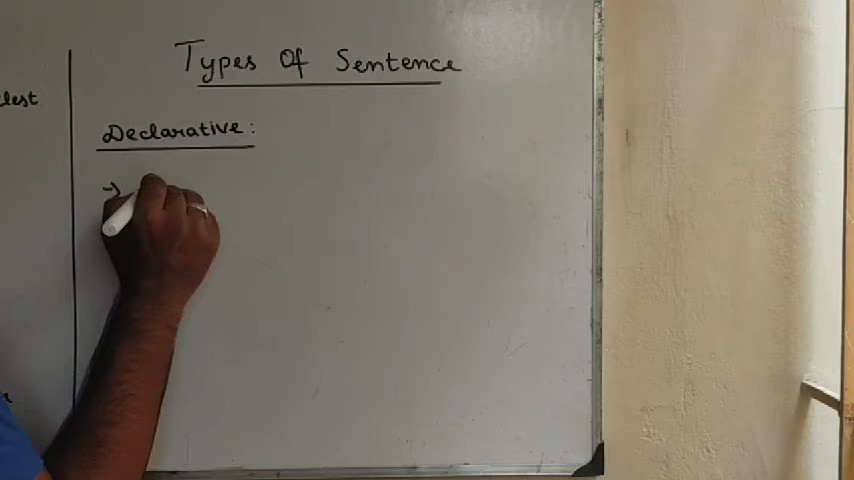 Types Of Sentence
Declarative :
→